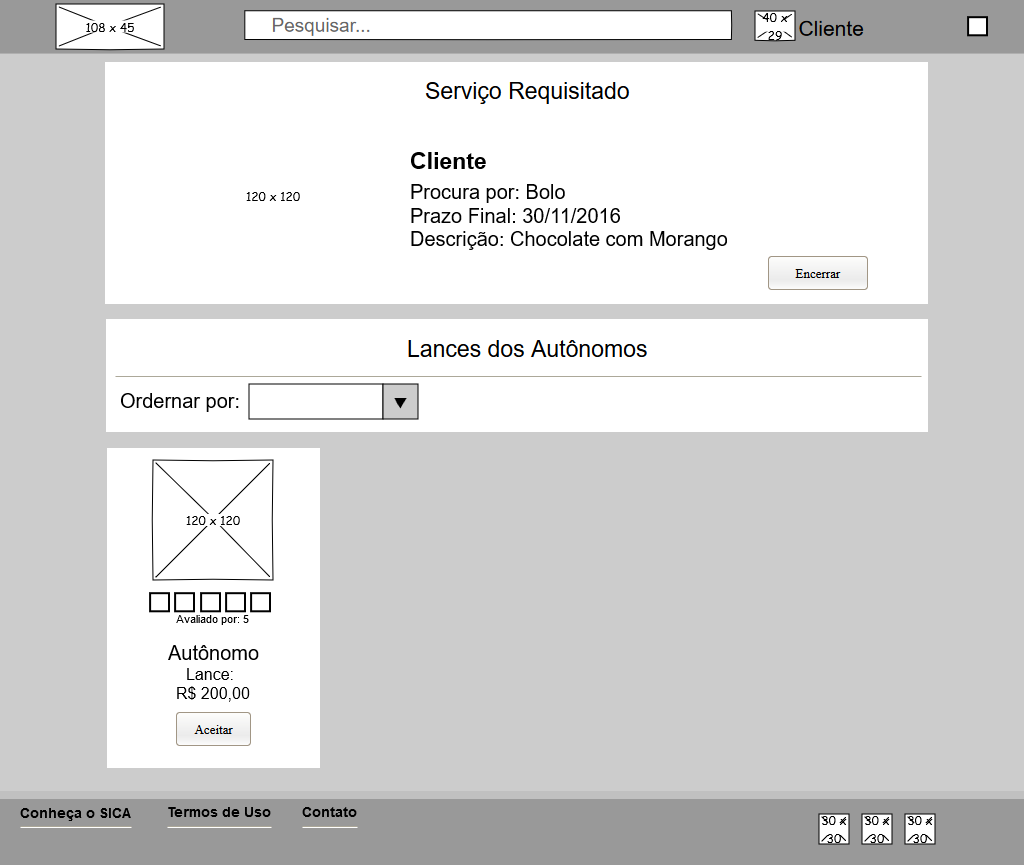 108 x 45
Pesquisar...
40 x
29
Cliente
Serviço Requisitado
120 x 120
Cliente
Procura por: Bolo
Prazo Final: 30/11/2016
Descrição: Chocolate com Morango
Encerrar
Lances dos Autônomos
Ordernar por:
120 x 120
Avaliado por: 5
Autônomo
Lance:
R$ 200,00
Aceitar
Conheça o SICA
Termos de Uso
Contato
30 x
30
30 x
30
30 x
30